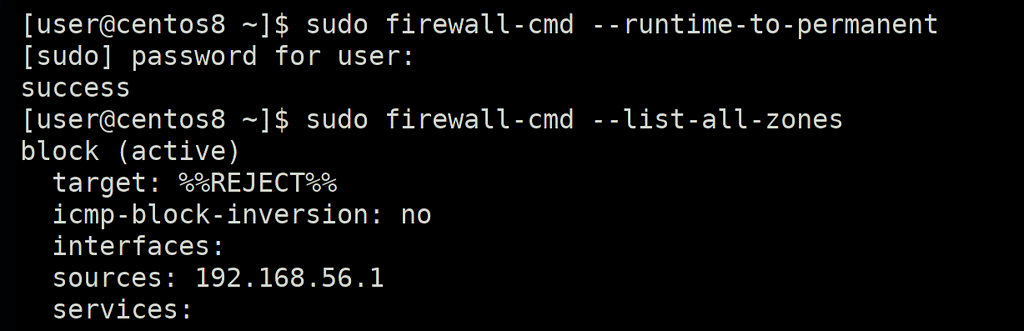 [user@centos8 ~]$ sudo firewall-cmd --runtime-to-permanent
[sudo] password for user:
success
[user@centos8 ~]$ sudo firewall-cmd --list-all-zones
block (active)
  target: %%REJECT%%
  icmp-block-inversion: no
  interfaces:
  sources: 192.168.56.1
  services: